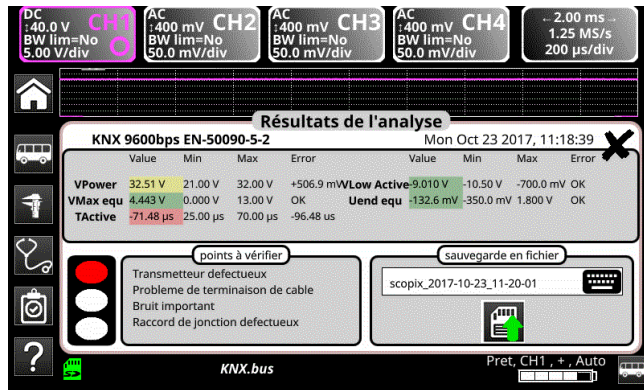 DC
↕40.0 V CH1
BW lim=No
5.00 V/div
AC
↕400 mV CH2
BW lim=No
50.0 mV/div
AC
↕400 mV CH3
BW lim=No
50.0 mV/div
AC
↕400 mV CH4
BW lim=No
50.0 mV/div
←2.00 ms→
1.25 MS/s
200 µs/div
Résultats de l'analyse
KNX 9600bps EN-50090-5-2 Mon Oct 23 2017, 11:18:39
Value Min Max Error Value Min Max Error
VPower 32.51 V 21.00 V 32.00 V +506.9 mV VLow Active -9.010 V -10.50 V -700.0 mV OK
VMax equ 4.443 V 0.000 V 13.00 V OK Uend equ -132.6 mV -350.0 mV 1.800 V OK
TActive -71.48 µs 25.00 µs 70.00 µs -96.48 us
points à vérifier
Transmetteur defectueux
Probleme de terminaison de cable
Bruit important
Raccord de jonction defectueux
sauvegarde en fichier
scopix_2017-10-23_11-20-01
?
KNX.bus
Pret, CH1 , + , Auto